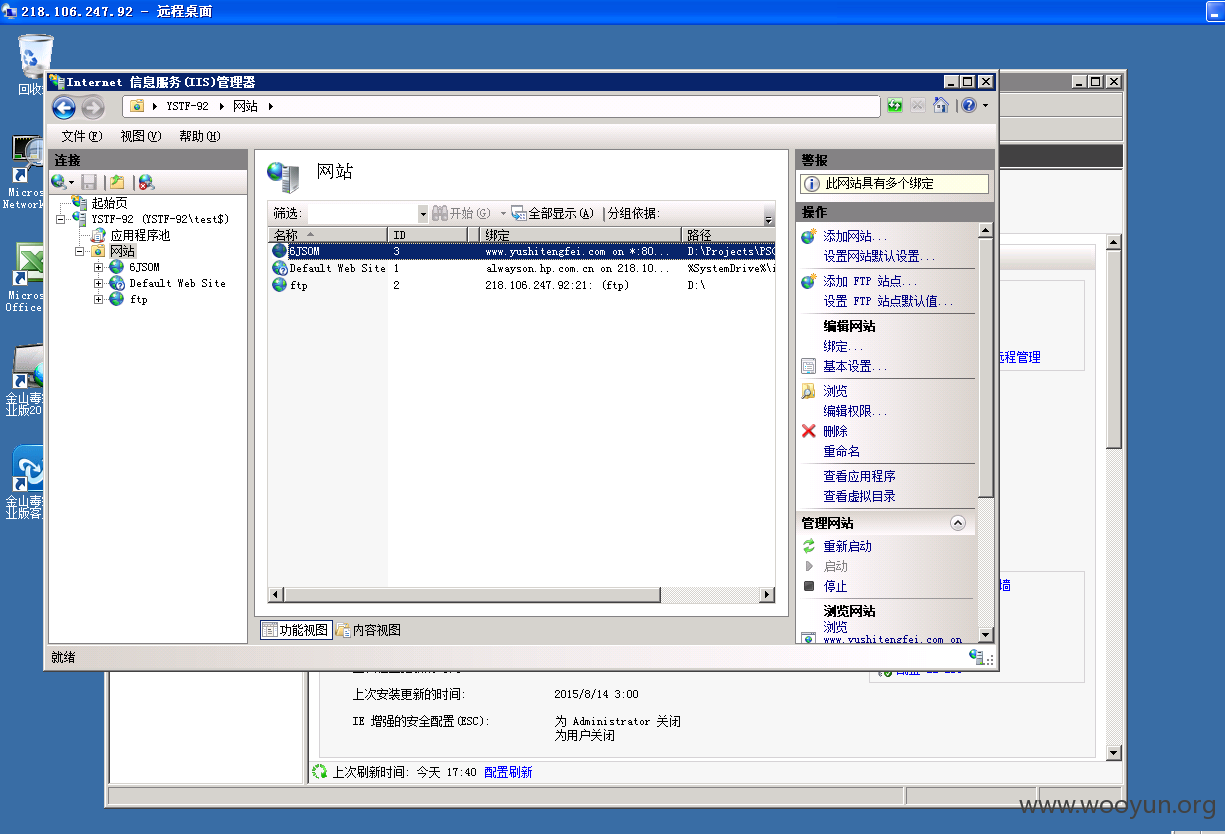 218.106.247.92 - 远程桌面
回收
Micros
Network
Micros
Office
金山毒
业版20
金山毒
业版客
Internet 信息服务(IIS)管理器
YSTF-92 网站
文件(F) 视图(V) 帮助(H)
连接
起始页
YSTF-92 (YSTF-92\test$)
应用程序池
网站
6JSOM
Default Web Site
ftp
网站
筛选: 开始(G) 全部显示(A) 分组依据:
名称 ID 绑定 路径
6JSOM 3 www.yushitengfei.com on *:80... D:\Projects\PSC
Default Web Site 1 alwayson.hp.com.cn on 218.10... %SystemDrive%\i
ftp 2 218.106.247.92:21: (ftp) D:\
功能视图 内容视图
警报
此网站具有多个绑定
操作
添加网站...
设置网站默认设置...
添加 FTP 站点...
设置 FTP 站点默认值...
编辑网站
绑定...
基本设置...
浏览
编辑权限...
删除
重命名
查看应用程序
查看虚拟目录
管理网站
重新启动
启动
停止
浏览网站
浏览
www.yushitengfei.com on
就绪
远程管理
墙
上次安装更新的时间: 2015/8/14 3:00
IE 增强的安全配置(ESC): 为 Administrator 关闭
为用户关闭
上次刷新时间: 今天 17:40 配置刷新
www.wooyun.org